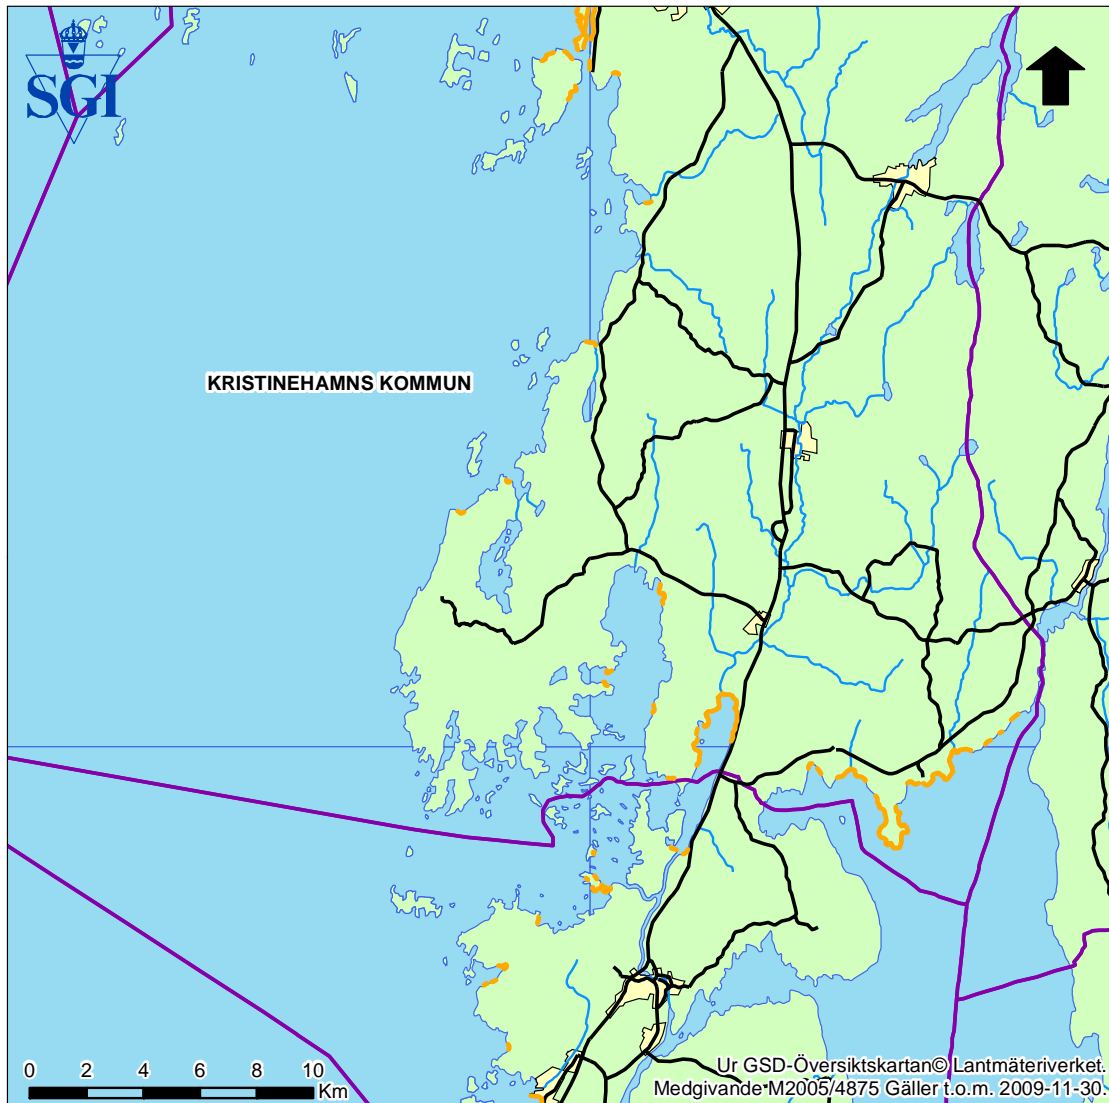 SGI
KRISTINEHAMNS KOMMUN
0 2 4 6 8 10
Km
Ur GSD-Översiktskartan© Lantmäteriverket.
Medgivande M2005/4875 Gäller t.o.m. 2009-11-30.